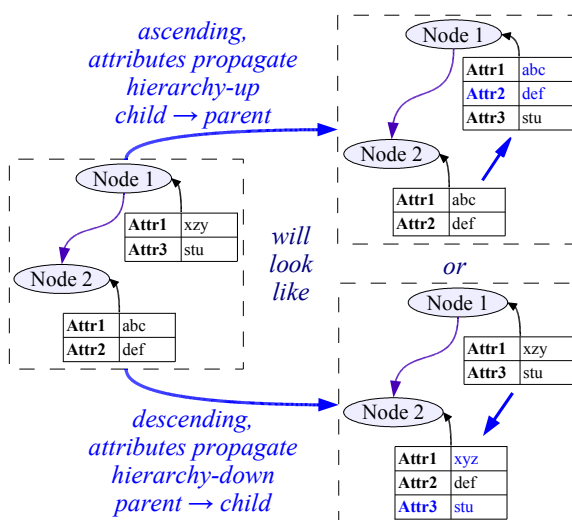 ascending,
attributes propagate
hierarchy-up
child → parent
Node 1
Attr1 abc
Attr2 def
Attr3 stu
Node 2
Attr1 abc
Attr2 def
Node 1
Attr1 xzy
Attr3 stu
Node 2
Attr1 abc
Attr2 def
will
look
like
or
Node 1
Attr1 xzy
Attr3 stu
Node 2
Attr1 xyz
Attr2 def
Attr3 stu
descending,
attributes propagate
hierarchy-down
parent → child